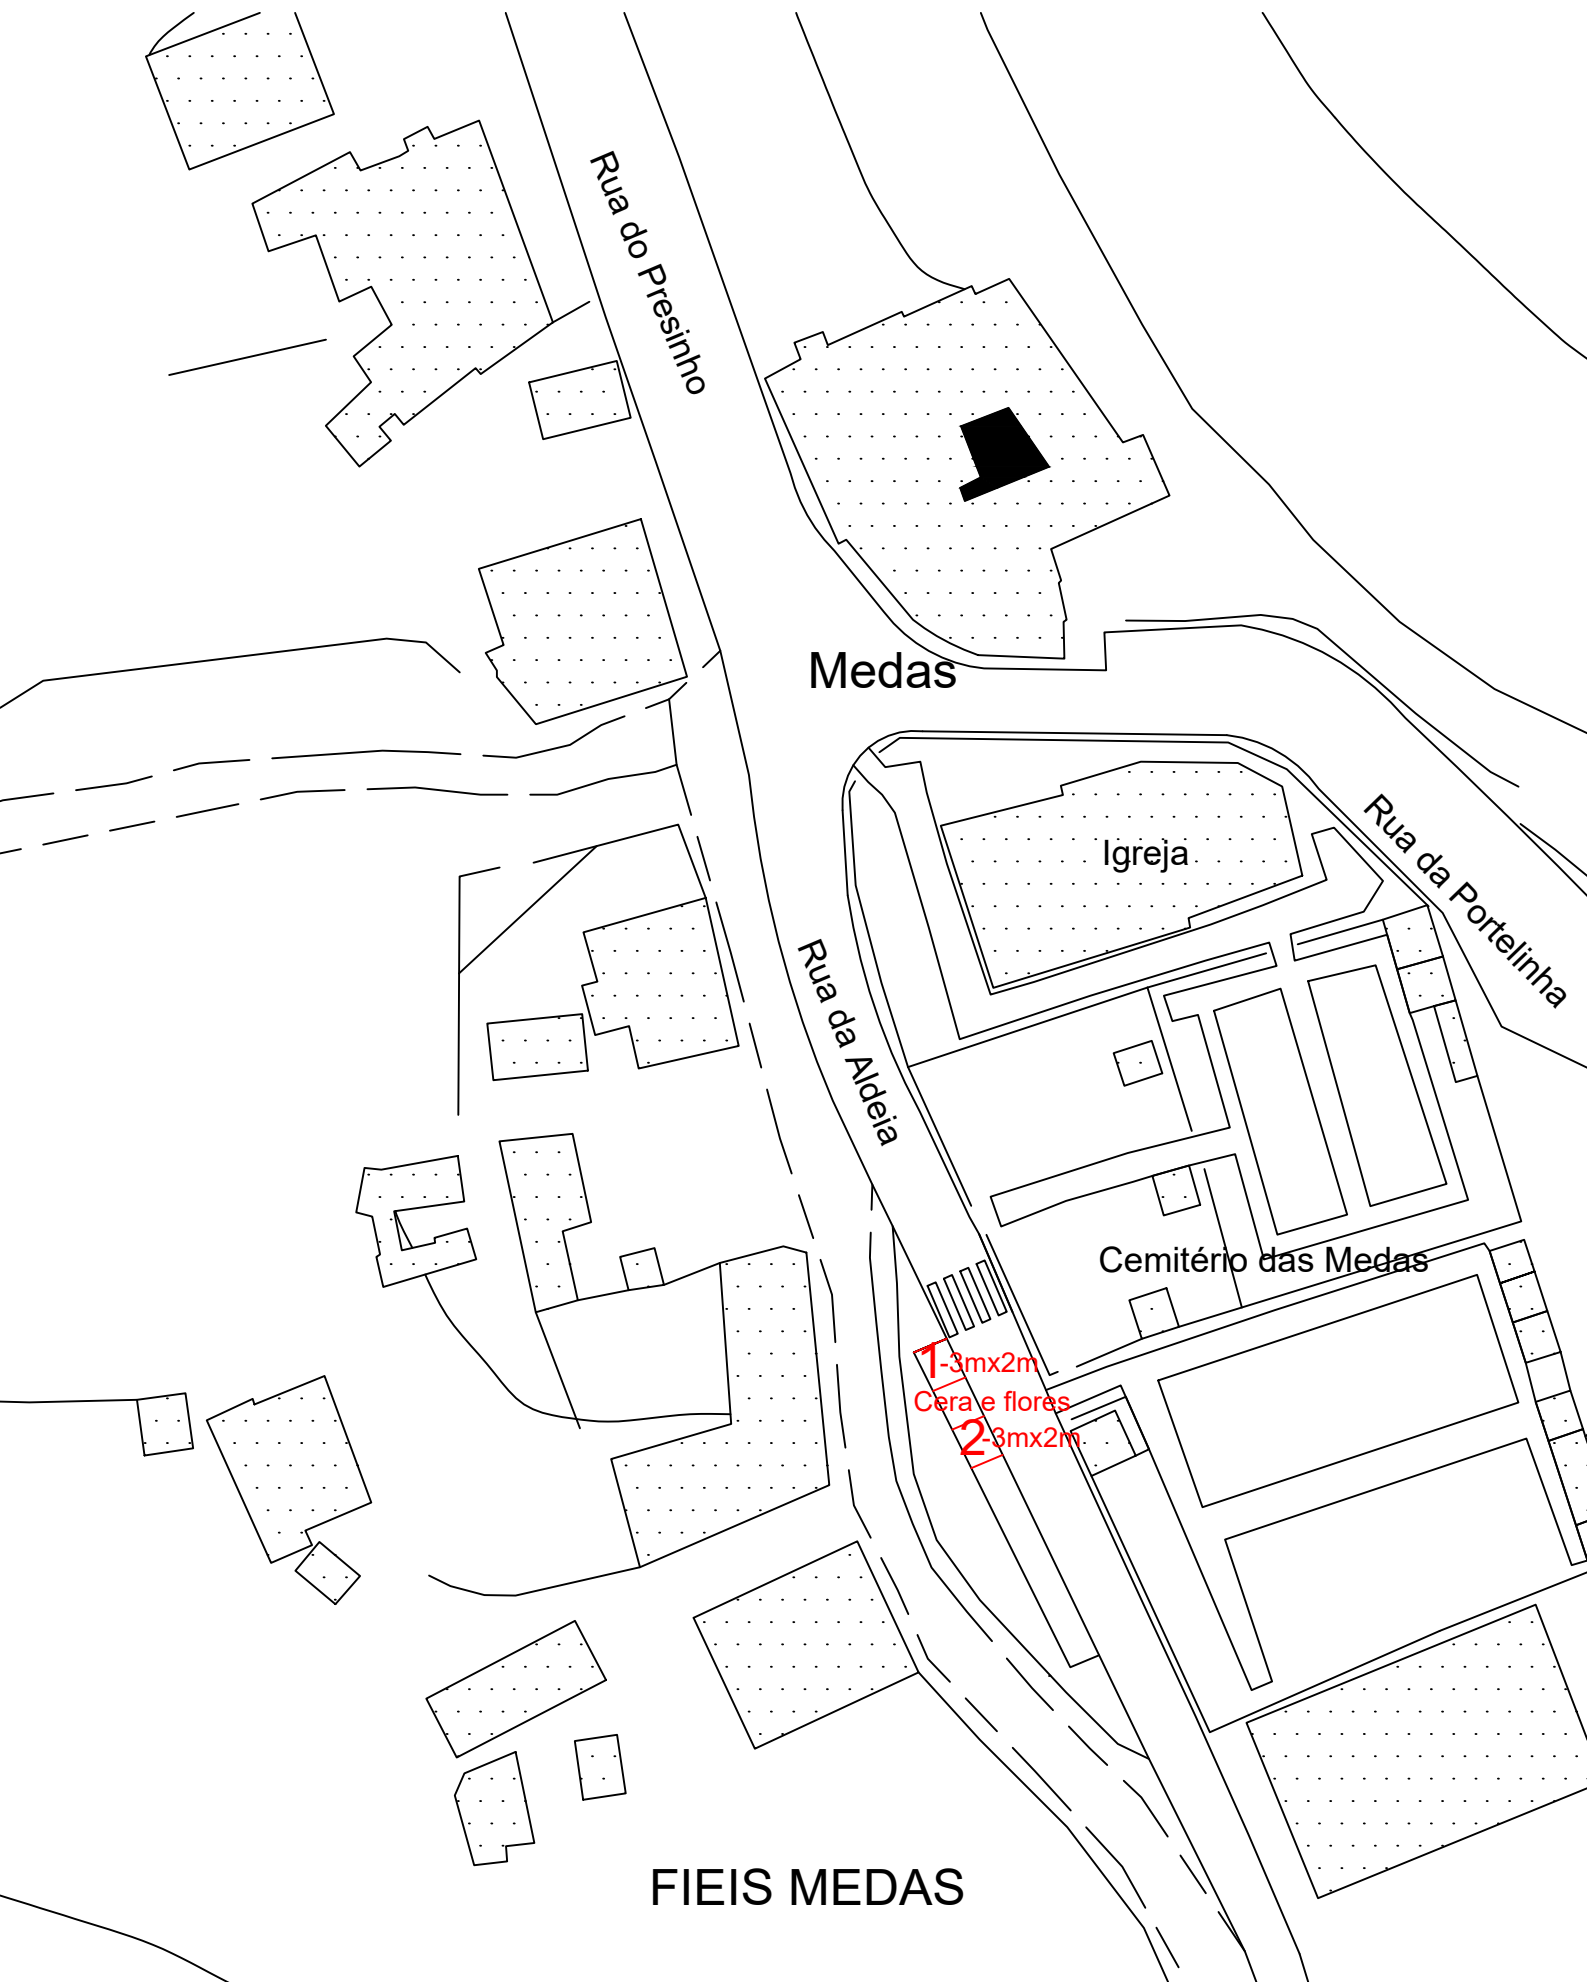 Rua do Presinho
Medas
Igreja
Rua da Portelinha
Rua da Aldeia
Cemitério das Medas
1-3mx2m
Cera e flores
2-3mx2m
FIEIS MEDAS